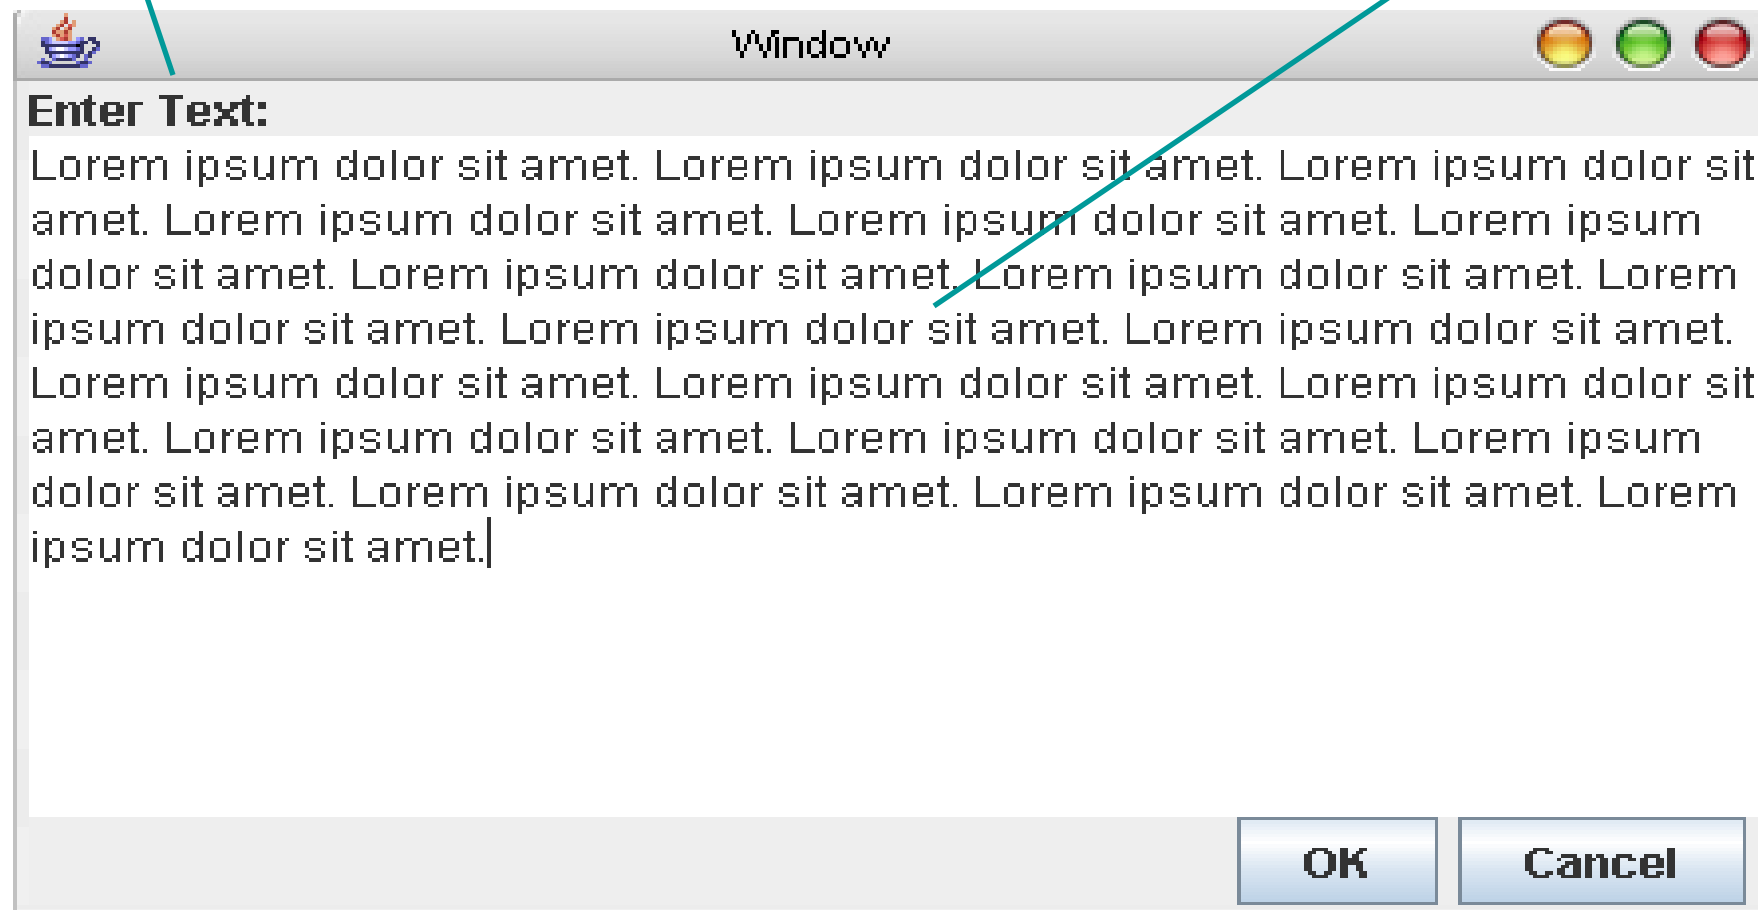 Window
Enter Text:
Lorem ipsum dolor sit amet. Lorem ipsum dolor sit amet. Lorem ipsum dolor sit
amet. Lorem ipsum dolor sit amet. Lorem ipsum dolor sit amet. Lorem ipsum
dolor sit amet. Lorem ipsum dolor sit amet. Lorem ipsum dolor sit amet. Lorem
ipsum dolor sit amet. Lorem ipsum dolor sit amet. Lorem ipsum dolor sit amet.
Lorem ipsum dolor sit amet. Lorem ipsum dolor sit amet. Lorem ipsum dolor sit
amet. Lorem ipsum dolor sit amet. Lorem ipsum dolor sit amet. Lorem ipsum
dolor sit amet. Lorem ipsum dolor sit amet. Lorem ipsum dolor sit amet. Lorem
ipsum dolor sit amet.
OK Cancel